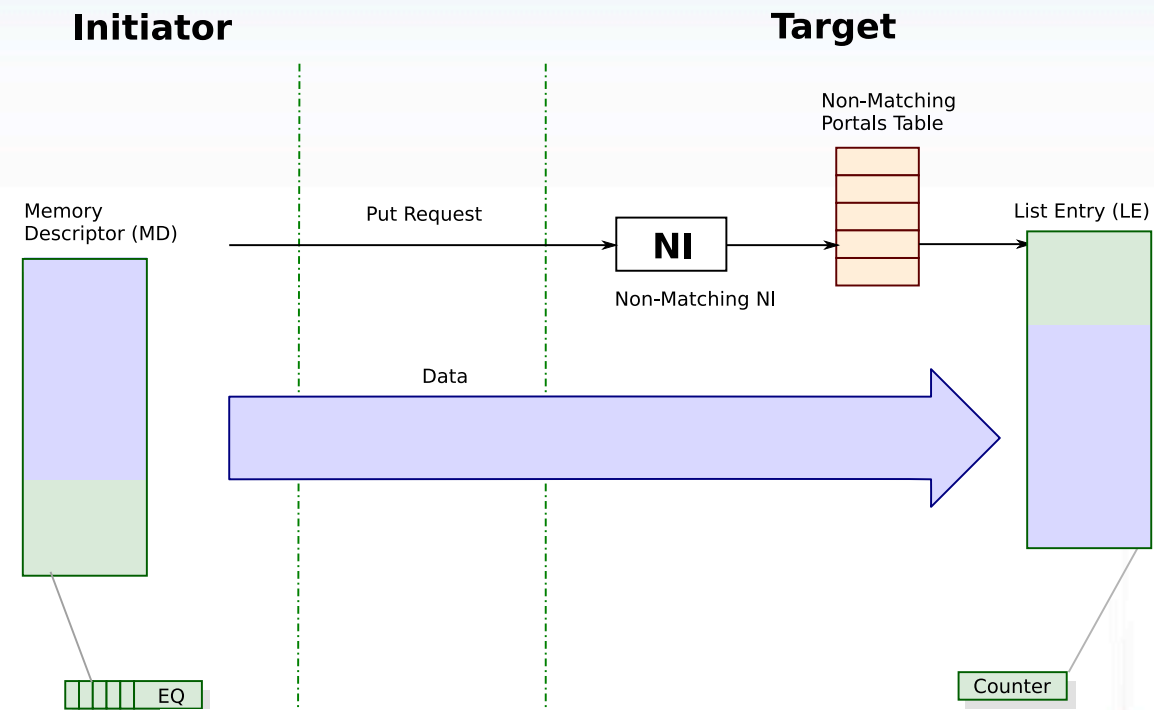 Initiator
Target
Non-Matching
Portals Table
Memory
Descriptor (MD)
Put Request
List Entry (LE)
NI
Non-Matching NI
Data
EQ
Counter